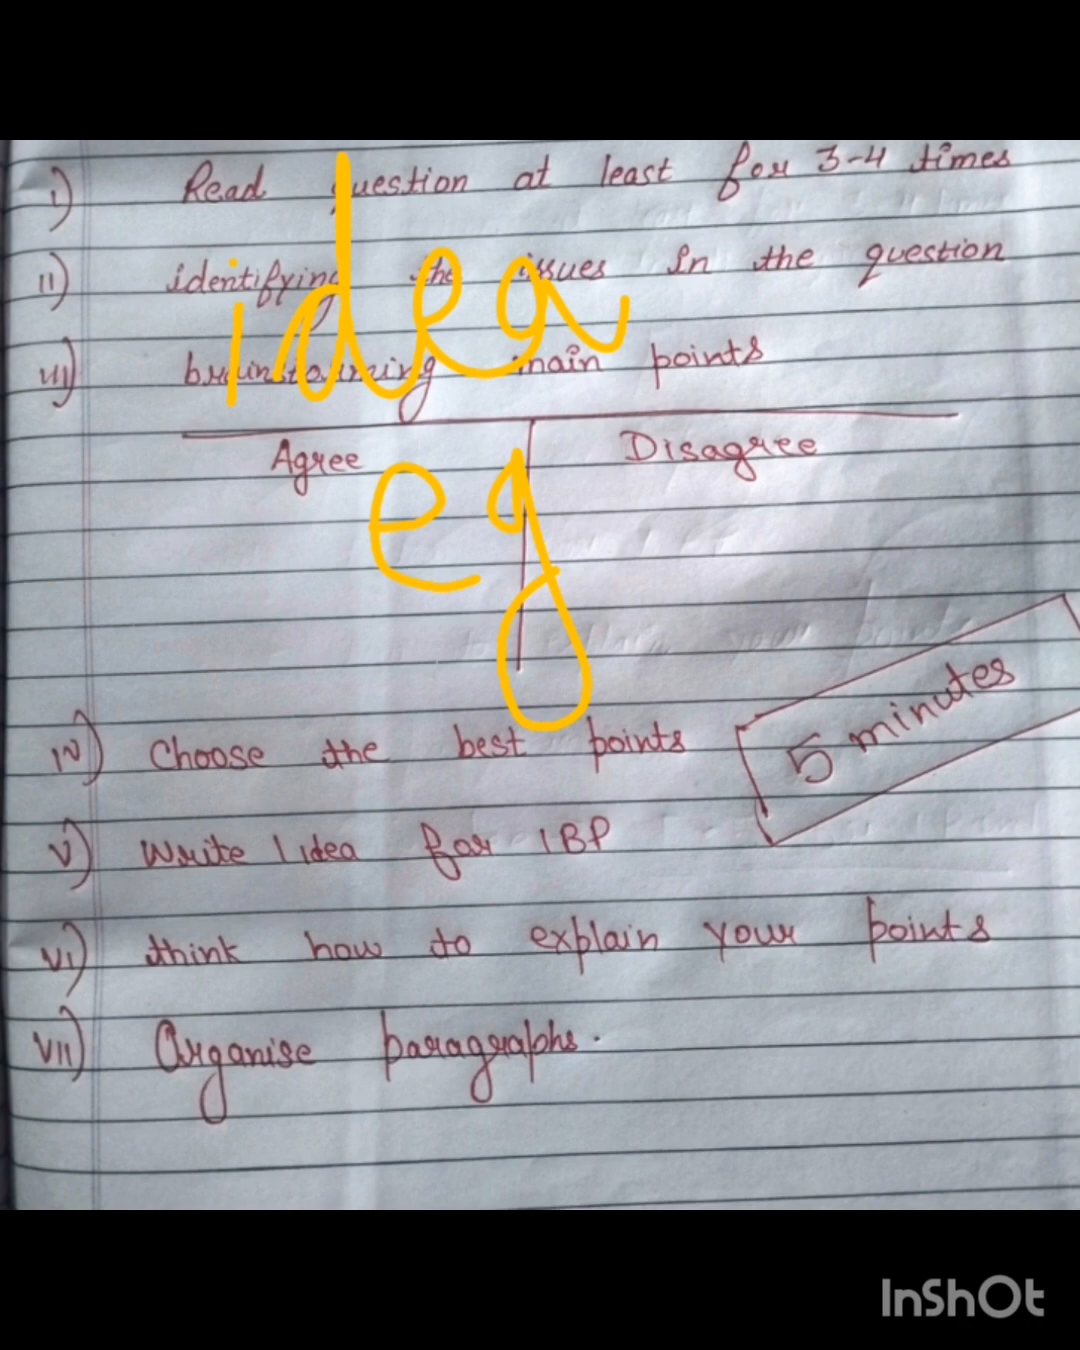 i) Read question at least for 3-4 times
ii) identifying the issues in the question
iii) brainstorming main points
Agree Disagree
idea
eg
5 minutes
iv) Choose the best points
v) Write 1 idea for 1BP
vi) think how to explain your points
vii) Organise paragraphs.
InShOt